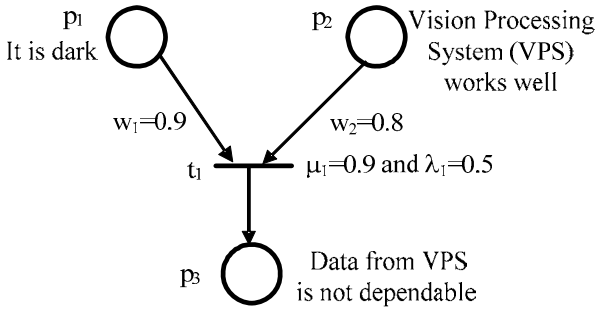 p₁
It is dark
p₂
Vision Processing
System (VPS)
works well
w₁=0.9
w₂=0.8
t₁
μ₁=0.9 and λ₁=0.5
p₃
Data from VPS
is not dependable